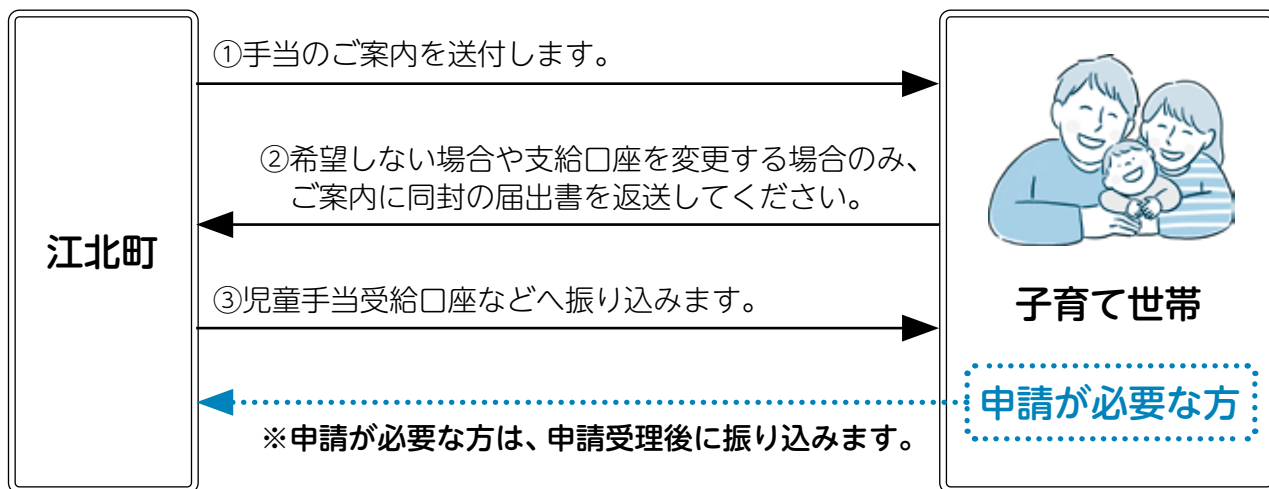 江北町
①手当のご案内を送付します。
②希望しない場合や支給口座を変更する場合のみ、
ご案内に同封の届出書を返送してください。
③児童手当受給口座などへ振り込みます。
※申請が必要な方は、申請受理後に振り込みます。
子育て世帯
申請が必要な方